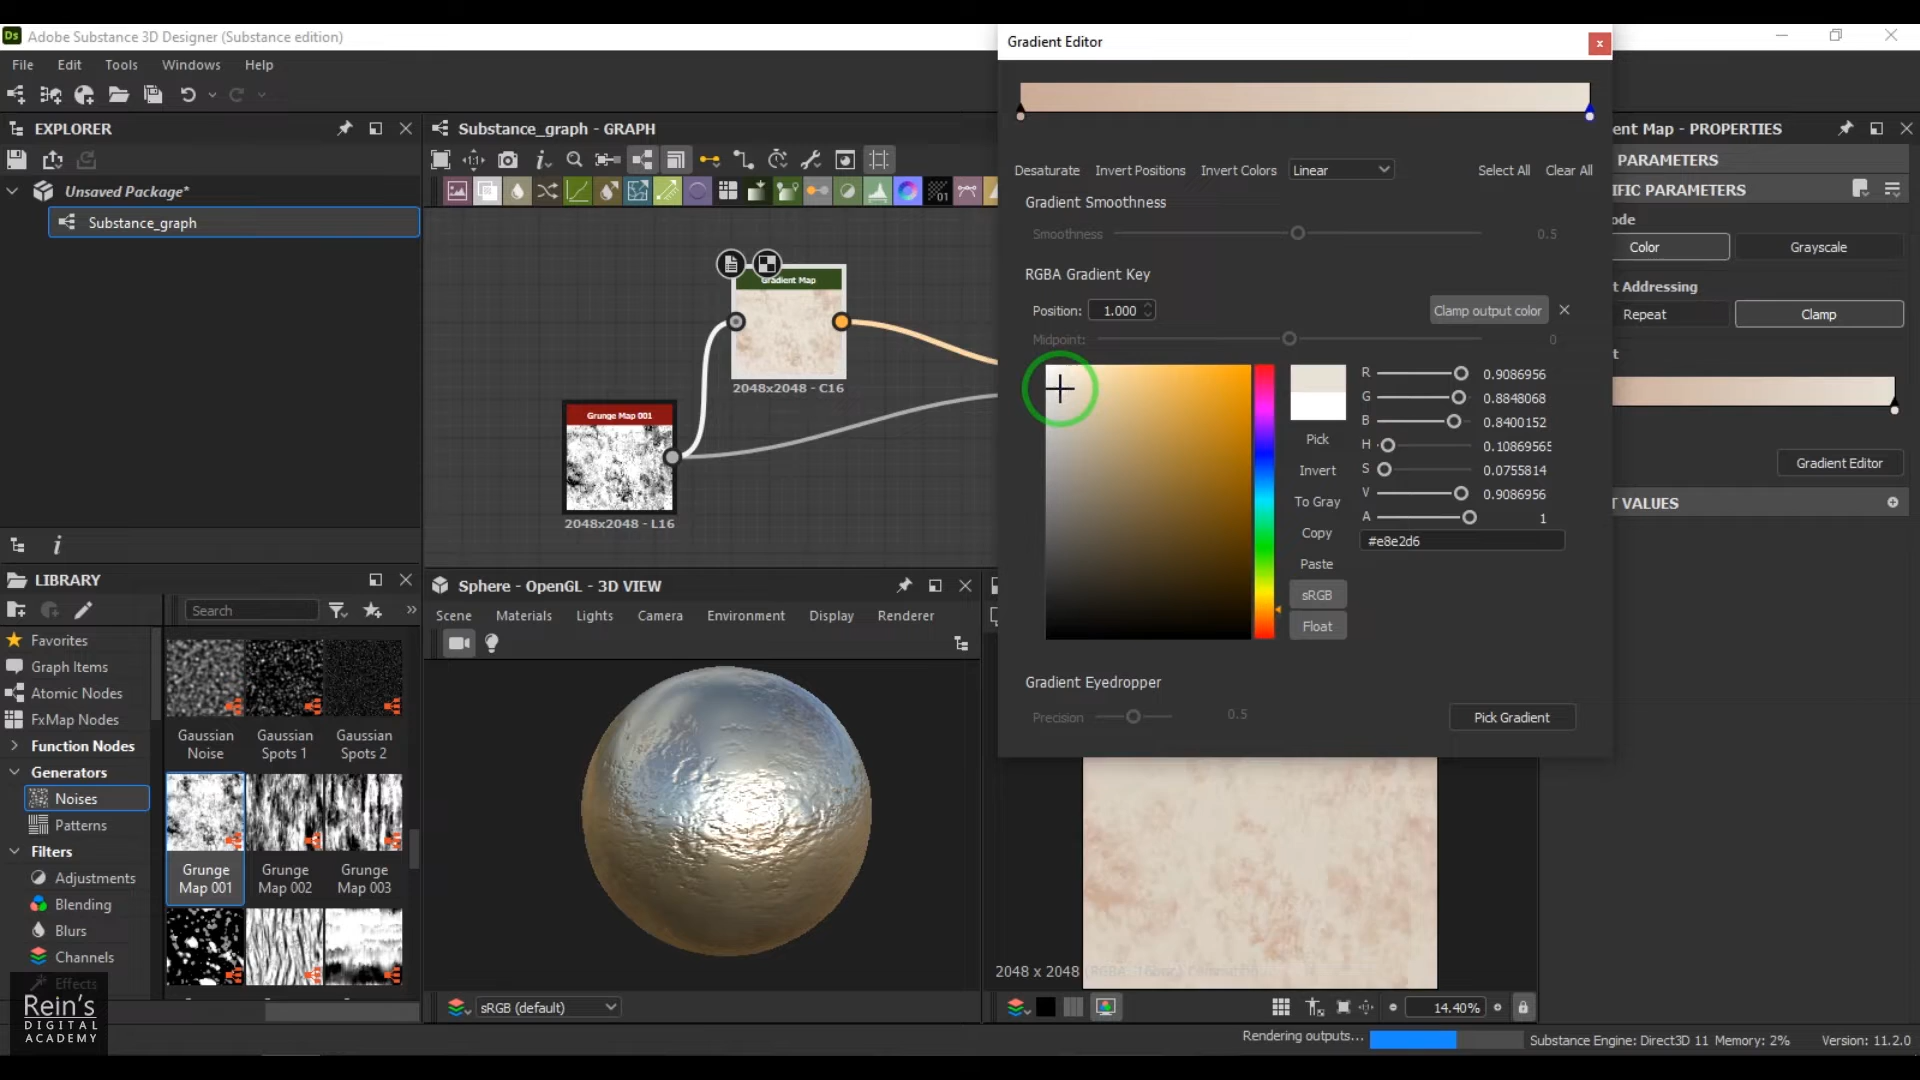 Ds Adobe Substance 3D Designer (Substance edition)
File Edit Tools Windows Help
EXPLORER
Unsaved Package*
Substance_graph
Substance_graph - GRAPH
Gradient Map
2048x2048 - C16
Grunge Map 001
2048x2048 - L16
Gradient Editor
Desaturate Invert Positions Invert Colors Linear Select All Clear All
Gradient Smoothness
Smoothness 0.5
RGBA Gradient Key
Position: 1.000 Clamp output color
Midpoint: 0
R 0.9086956
G 0.8848068
B 0.8400152
H 0.10869565
S 0.0755814
V 0.9086956
A 1
#e8e2d6
Pick
Invert
To Gray
Copy
Paste
sRGB
Float
Gradient Eyedropper
Precision 0.5 Pick Gradient
ent Map - PROPERTIES
PARAMETERS
IFIC PARAMETERS
ode
Color Grayscale
t Addressing
Repeat Clamp
t
Gradient Editor
T VALUES
LIBRARY
Search
Favorites
Graph Items
Atomic Nodes
FxMap Nodes
Function Nodes
Generators
Noises
Patterns
Filters
Adjustments
Blending
Blurs
Channels
Effects
Gaussian Noise
Gaussian Spots 1
Gaussian Spots 2
Grunge Map 001
Grunge Map 002
Grunge Map 003
Sphere - OpenGL - 3D VIEW
Scene Materials Lights Camera Environment Display Renderer
sRGB (default)
2048 x 2048
14.40%
Rein's
DIGITAL
ACADEMY
Rendering outputs... Substance Engine: Direct3D 11 Memory: 2% Version: 11.2.0